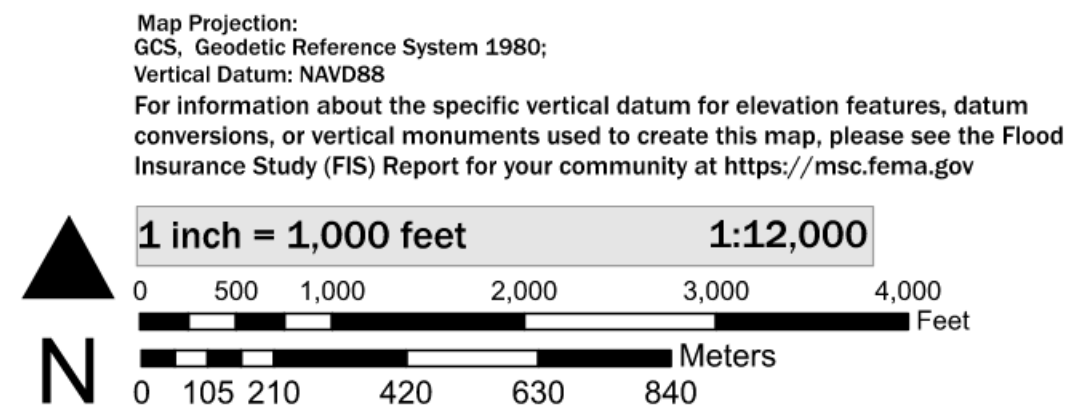 Map Projection:
GCS, Geodetic Reference System 1980;
Vertical Datum: NAVD88
For information about the specific vertical datum for elevation features, datum
conversions, or vertical monuments used to create this map, please see the Flood
Insurance Study (FIS) Report for your community at https://msc.fema.gov
1 inch = 1,000 feet 1:12,000
0 500 1,000 2,000 3,000 4,000
Feet
N
Meters
0 105 210 420 630 840